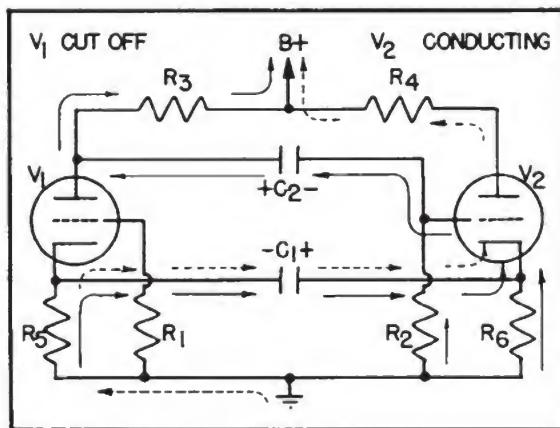 V1 CUT OFF B+ V2 CONDUCTING
R3 R4
V1 V2
+C2-
-C1+
R5 R1 R2 R6